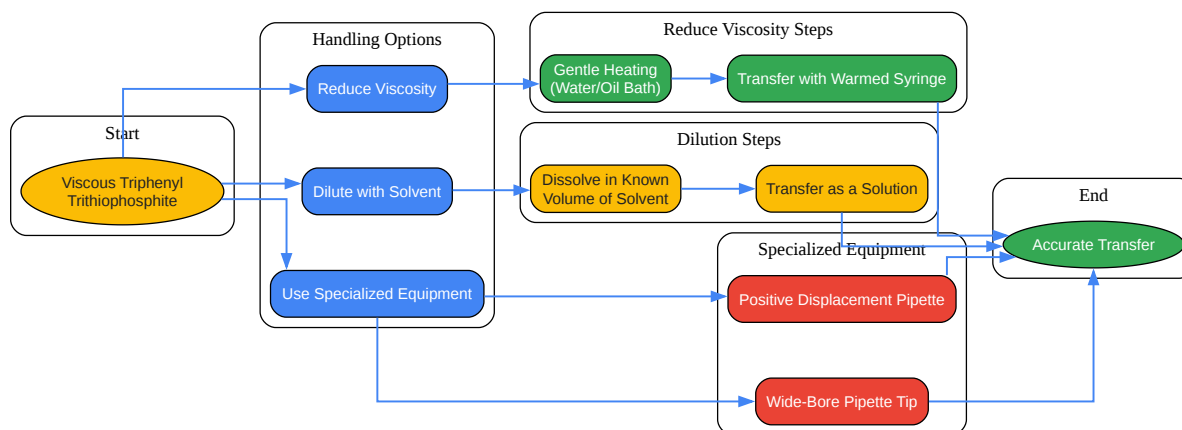 Start
Viscous Triphenyl
Trithiophosphite
Handling Options
Reduce Viscosity
Dilute with Solvent
Use Specialized Equipment
Reduce Viscosity Steps
Gentle Heating
(Water/Oil Bath)
Transfer with Warmed Syringe
Dilution Steps
Dissolve in Known
Volume of Solvent
Transfer as a Solution
Specialized Equipment
Positive Displacement Pipette
Wide-Bore Pipette Tip
End
Accurate Transfer